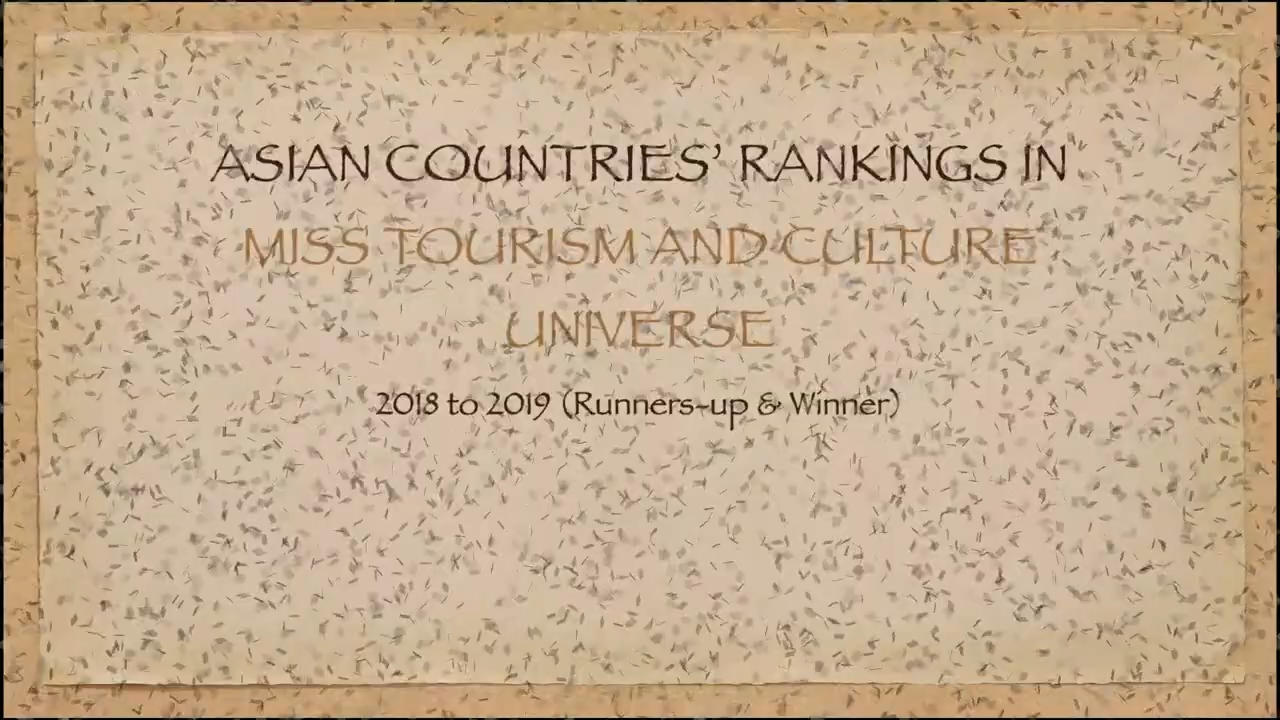 ASIAN COUNTRIES’ RANKINGS IN
MISS TOURISM AND CULTURE
UNIVERSE
2018 to 2019 (Runners-up & Winner)